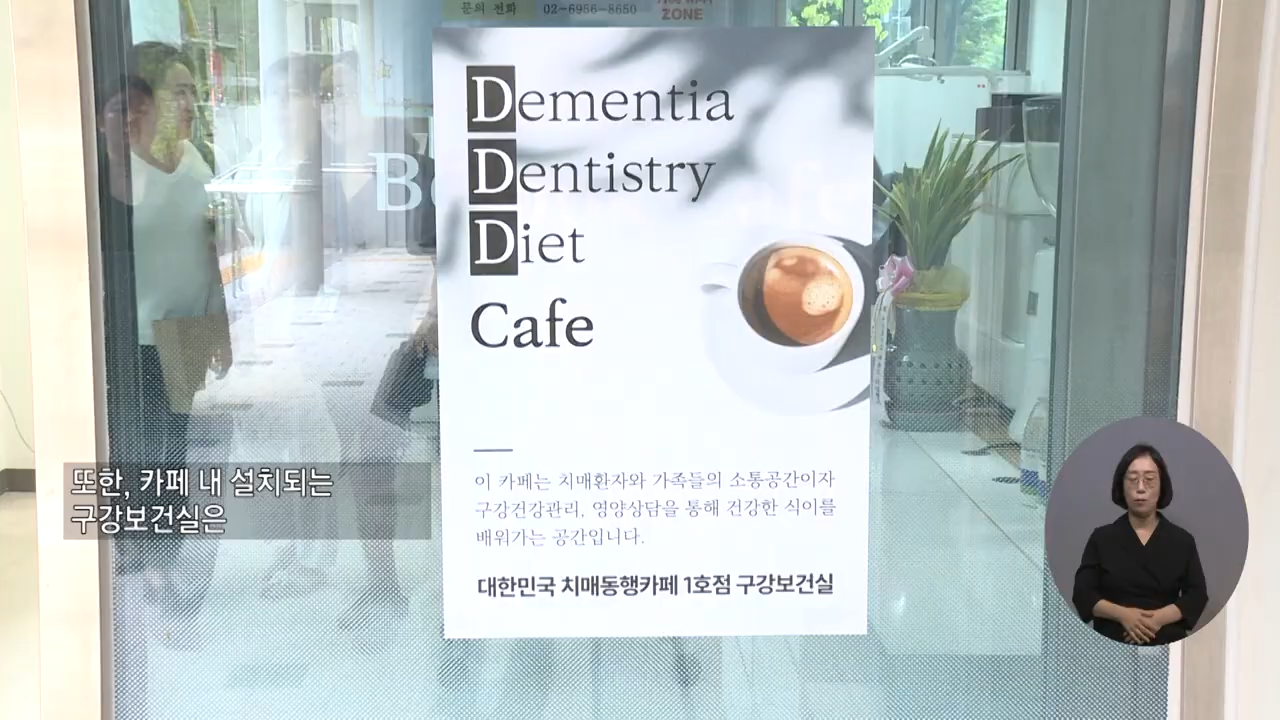 문의 전화 02-6956-8650
ZONE
Dementia
Dentistry
Diet
Cafe
이 카페는 치매환자와 가족들의 소통공간이자
구강건강관리, 영양상담을 통해 건강한 식이를
배워가는 공간입니다.
대한민국 치매동행카페 1호점 구강보건실
또한, 카페 내 설치되는
구강보건실은